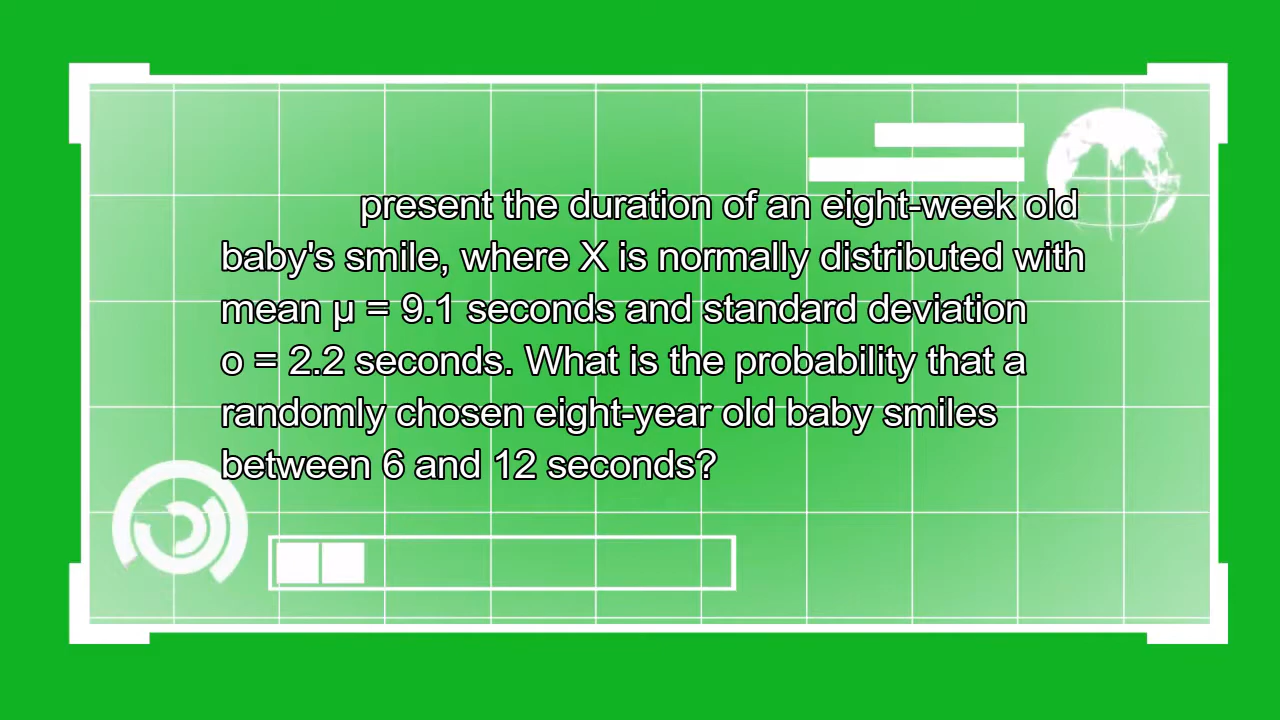 present the duration of an eight-week old
baby's smile, where X is normally distributed with
mean μ = 9.1 seconds and standard deviation
o = 2.2 seconds. What is the probability that a
randomly chosen eight-year old baby smiles
between 6 and 12 seconds?